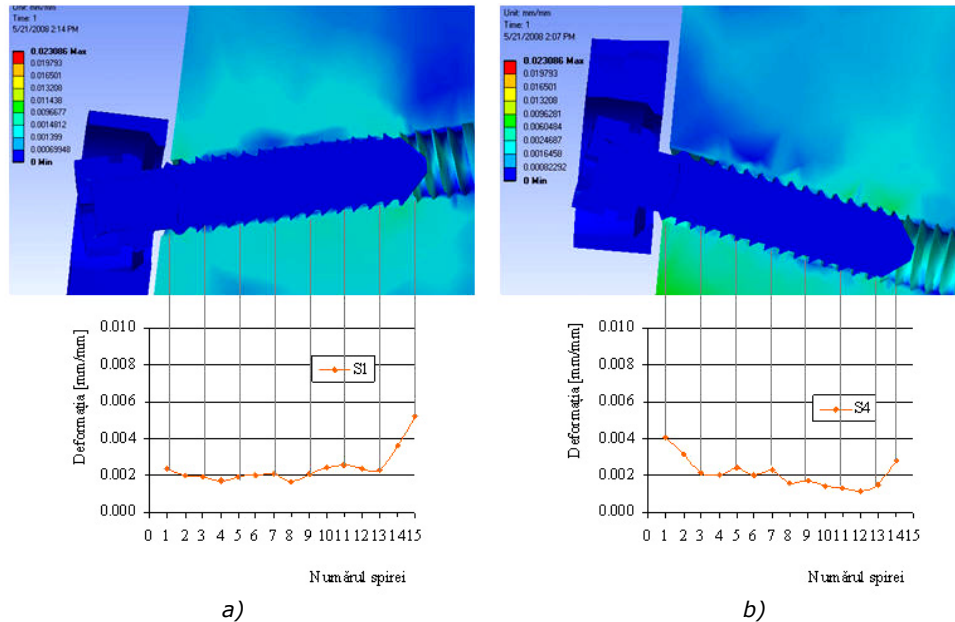 Unit: mm/mm
Time: 1
5/21/2008 2:14 PM
0.023086 Max
0.019793
0.016501
0.013208
0.011438
0.0096677
0.0014812
0.001399
0.00069948
0 Min
Deformația [mm/mm]
0.010
0.008
0.006
0.004
0.002
0.000
S1
0 1 2 3 4 5 6 7 8 9 10 11 12 13 14 15
Numărul spirei
a)
Unit: mm/mm
Time: 1
5/21/2008 2:07 PM
0.023086 Max
0.019793
0.016501
0.013208
0.0096281
0.0060484
0.0024687
0.0016458
0.00082292
0 Min
Deformația [mm/mm]
0.010
0.008
0.006
0.004
0.002
0.000
S4
0 1 2 3 4 5 6 7 8 9 10 11 12 13 14 15
Numărul spirei
b)